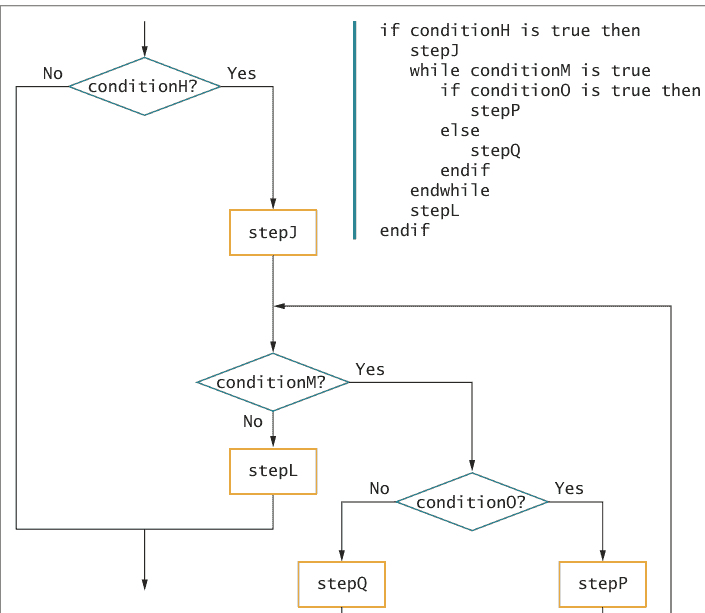 if conditionH is true then
stepJ
while conditionM is true
if conditionO is true then
stepP
else
stepQ
endif
endwhile
stepL
endif
No
conditionH?
Yes
stepJ
conditionM?
Yes
No
stepL
No
conditionO?
Yes
stepQ
stepP